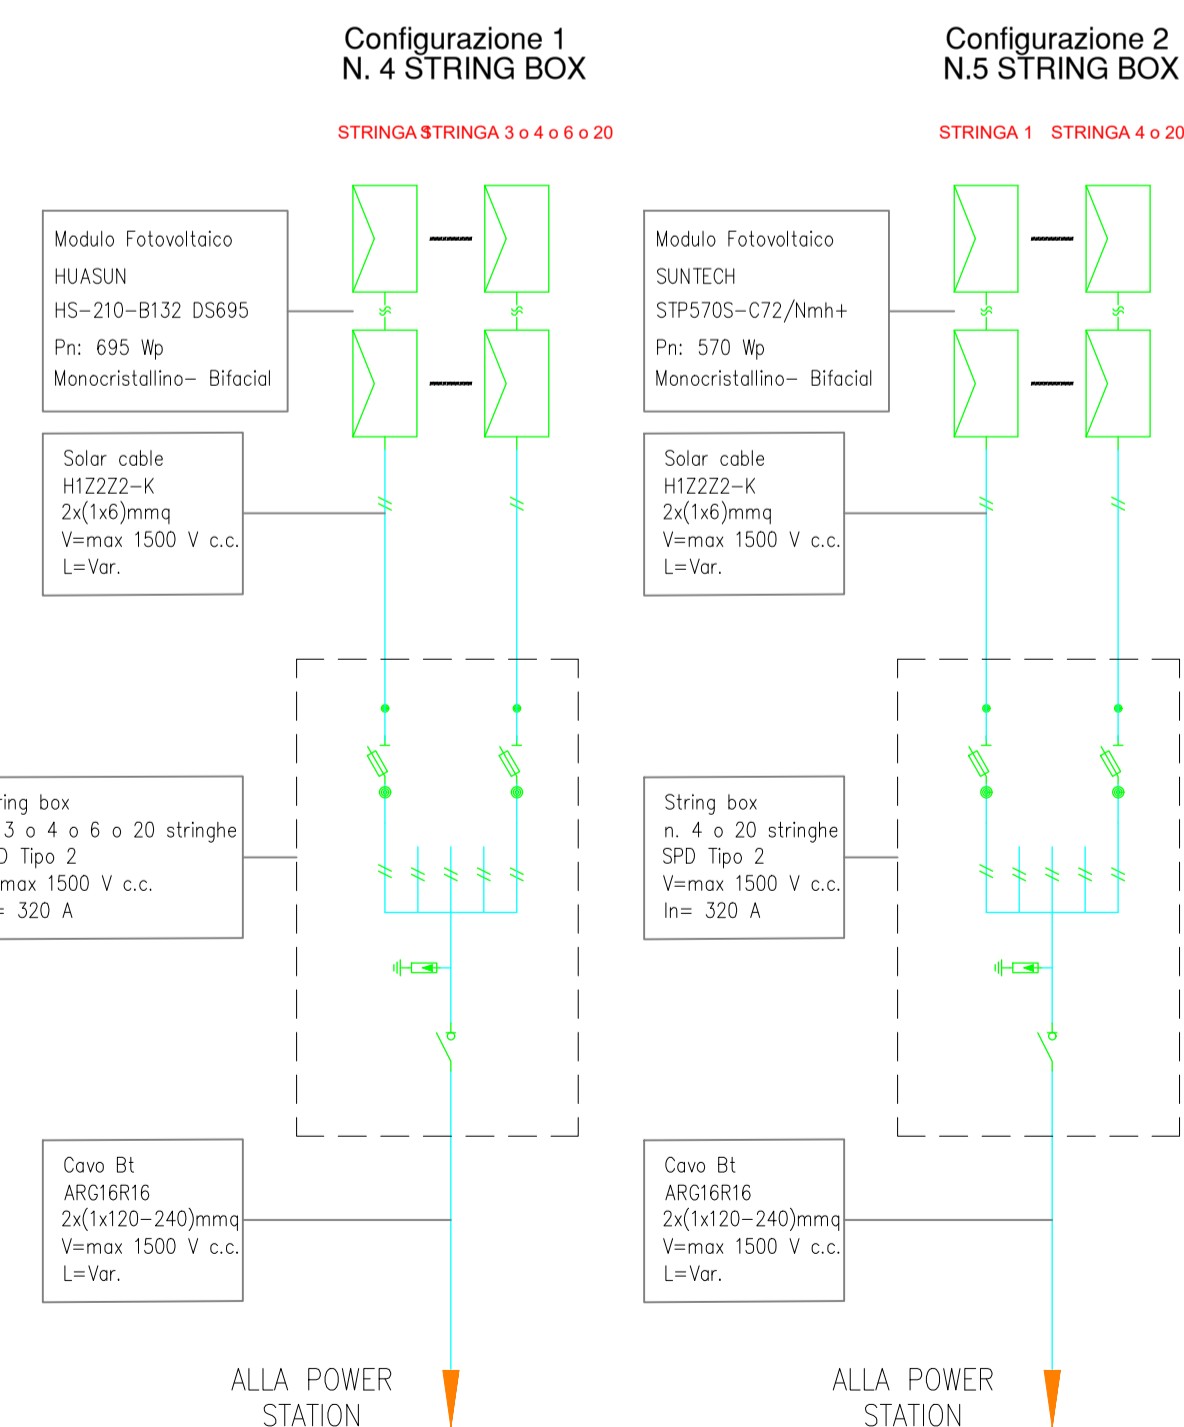 Configurazione 1
N. 4 STRING BOX
STRINGA STRINGA 3 o 4 o 6 o 20
Modulo Fotovoltaico
HUASUN
HS-210-B132 DS695
Pn: 695 Wp
Monocristallino- Bifacial
Solar cable
H1Z2Z2-K
2x(1x6)mmq
V=max 1500 V c.c.
L=Var.
ring box
3 o 4 o 6 o 20 stringhe
Tipo 2
max 1500 V c.c.
= 320 A
Cavo Bt
ARG16R16
2x(1x120-240)mmq
V=max 1500 V c.c.
L=Var.
ALLA POWER
STATION
Configurazione 2
N.5 STRING BOX
STRINGA 1 STRINGA 4 o 20
Modulo Fotovoltaico
SUNTECH
STP570S-C72/Nmh+
Pn: 570 Wp
Monocristallino- Bifacial
Solar cable
H1Z2Z2-K
2x(1x6)mmq
V=max 1500 V c.c.
L=Var.
String box
n. 4 o 20 stringhe
SPD Tipo 2
V=max 1500 V c.c.
In= 320 A
Cavo Bt
ARG16R16
2x(1x120-240)mmq
V=max 1500 V c.c.
L=Var.
ALLA POWER
STATION